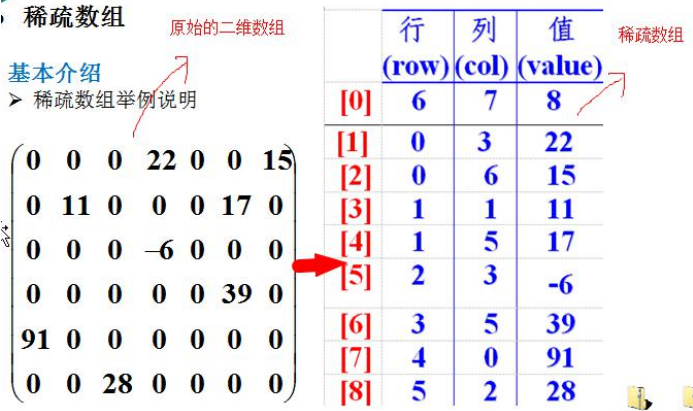 稀疏数组
原始的二维数组
基本介绍
➢ 稀疏数组举例说明
0 0 0 22 0 0 15
0 11 0 0 0 17 0
0 0 0 –6 0 0 0
0 0 0 0 0 39 0
91 0 0 0 0 0 0
0 0 28 0 0 0 0
行 列 值
(row) (col) (value)
[0] 6 7 8
[1] 0 3 22
[2] 0 6 15
[3] 1 1 11
[4] 1 5 17
[5] 2 3 -6
[6] 3 5 39
[7] 4 0 91
[8] 5 2 28
稀疏数组